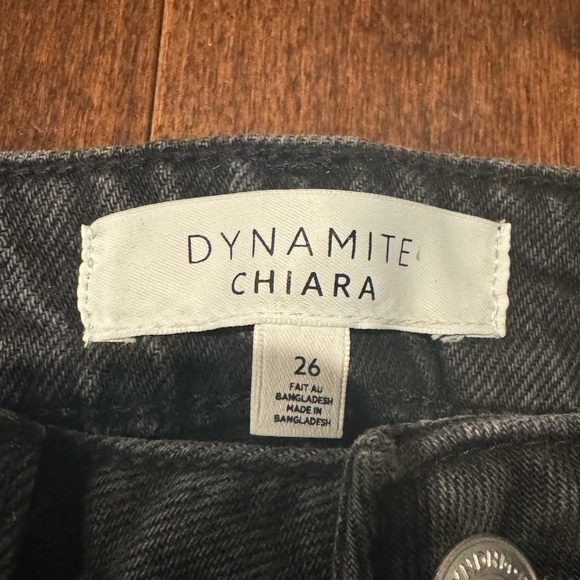 DYNAMITE
CHIARA
26
FAIT AU
BANGLADESH
MADE IN
BANGLADESH